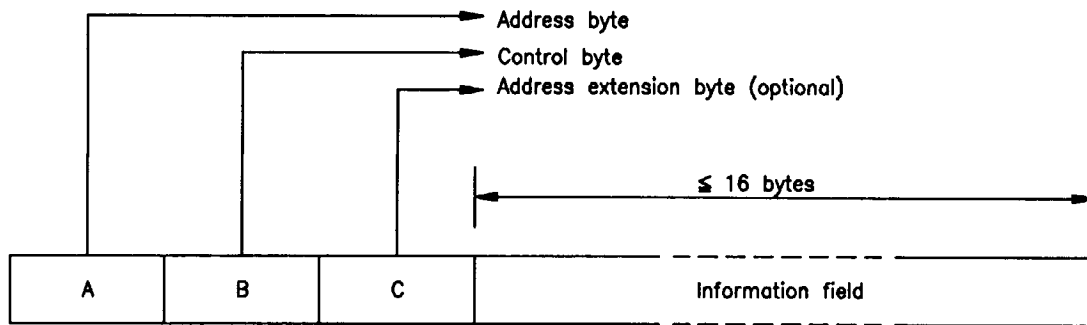 Address byte
Control byte
Address extension byte (optional)
≦ 16 bytes
A B C Information field